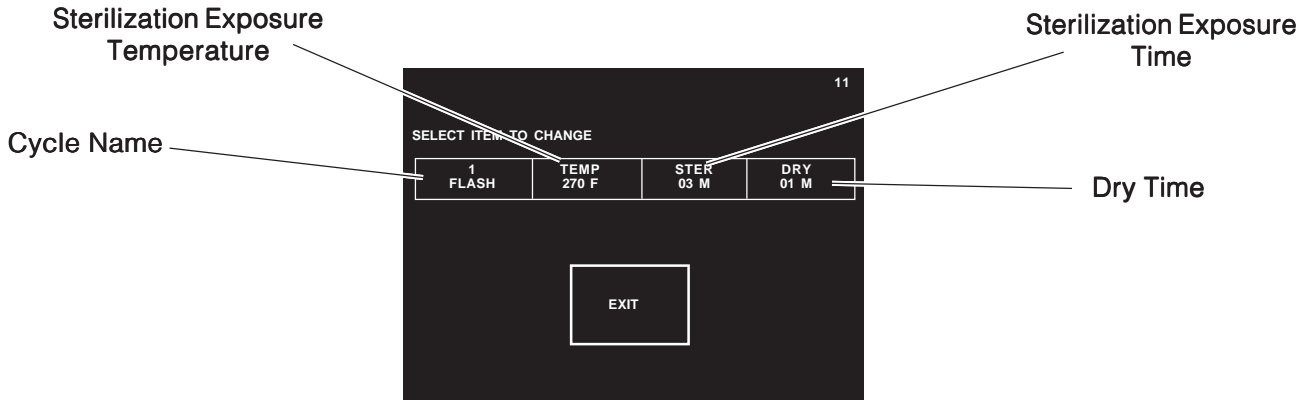 Sterilization Exposure
Temperature
Sterilization Exposure
Time
11
SELECT ITEM TO CHANGE
Cycle Name
1
FLASH
TEMP
270 F
STER
03 M
DRY
01 M
Dry Time
EXIT